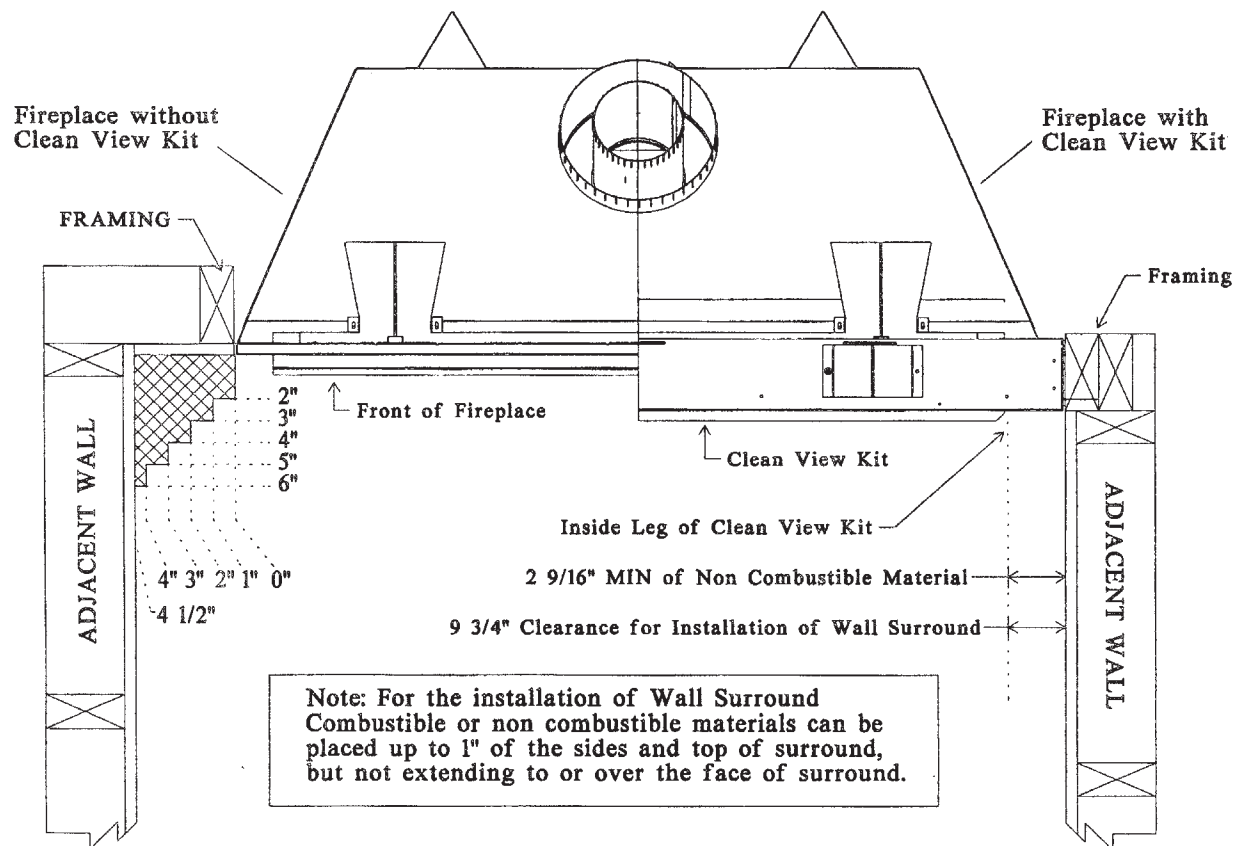 Fireplace without
Clean View Kit
Fireplace with
Clean View Kit
FRAMING
Framing
2"
3"
4"
5"
6"
Front of Fireplace
Clean View Kit
Inside Leg of Clean View Kit
4" 3" 2" 1" 0"
4 1/2"
2 9/16" MIN of Non Combustible Material
9 3/4" Clearance for Installation of Wall Surround
ADJACENT WALL
ADJACENT WALL
Note: For the installation of Wall Surround
Combustible or non combustible materials can be
placed up to 1" of the sides and top of surround,
but not extending to or over the face of surround.